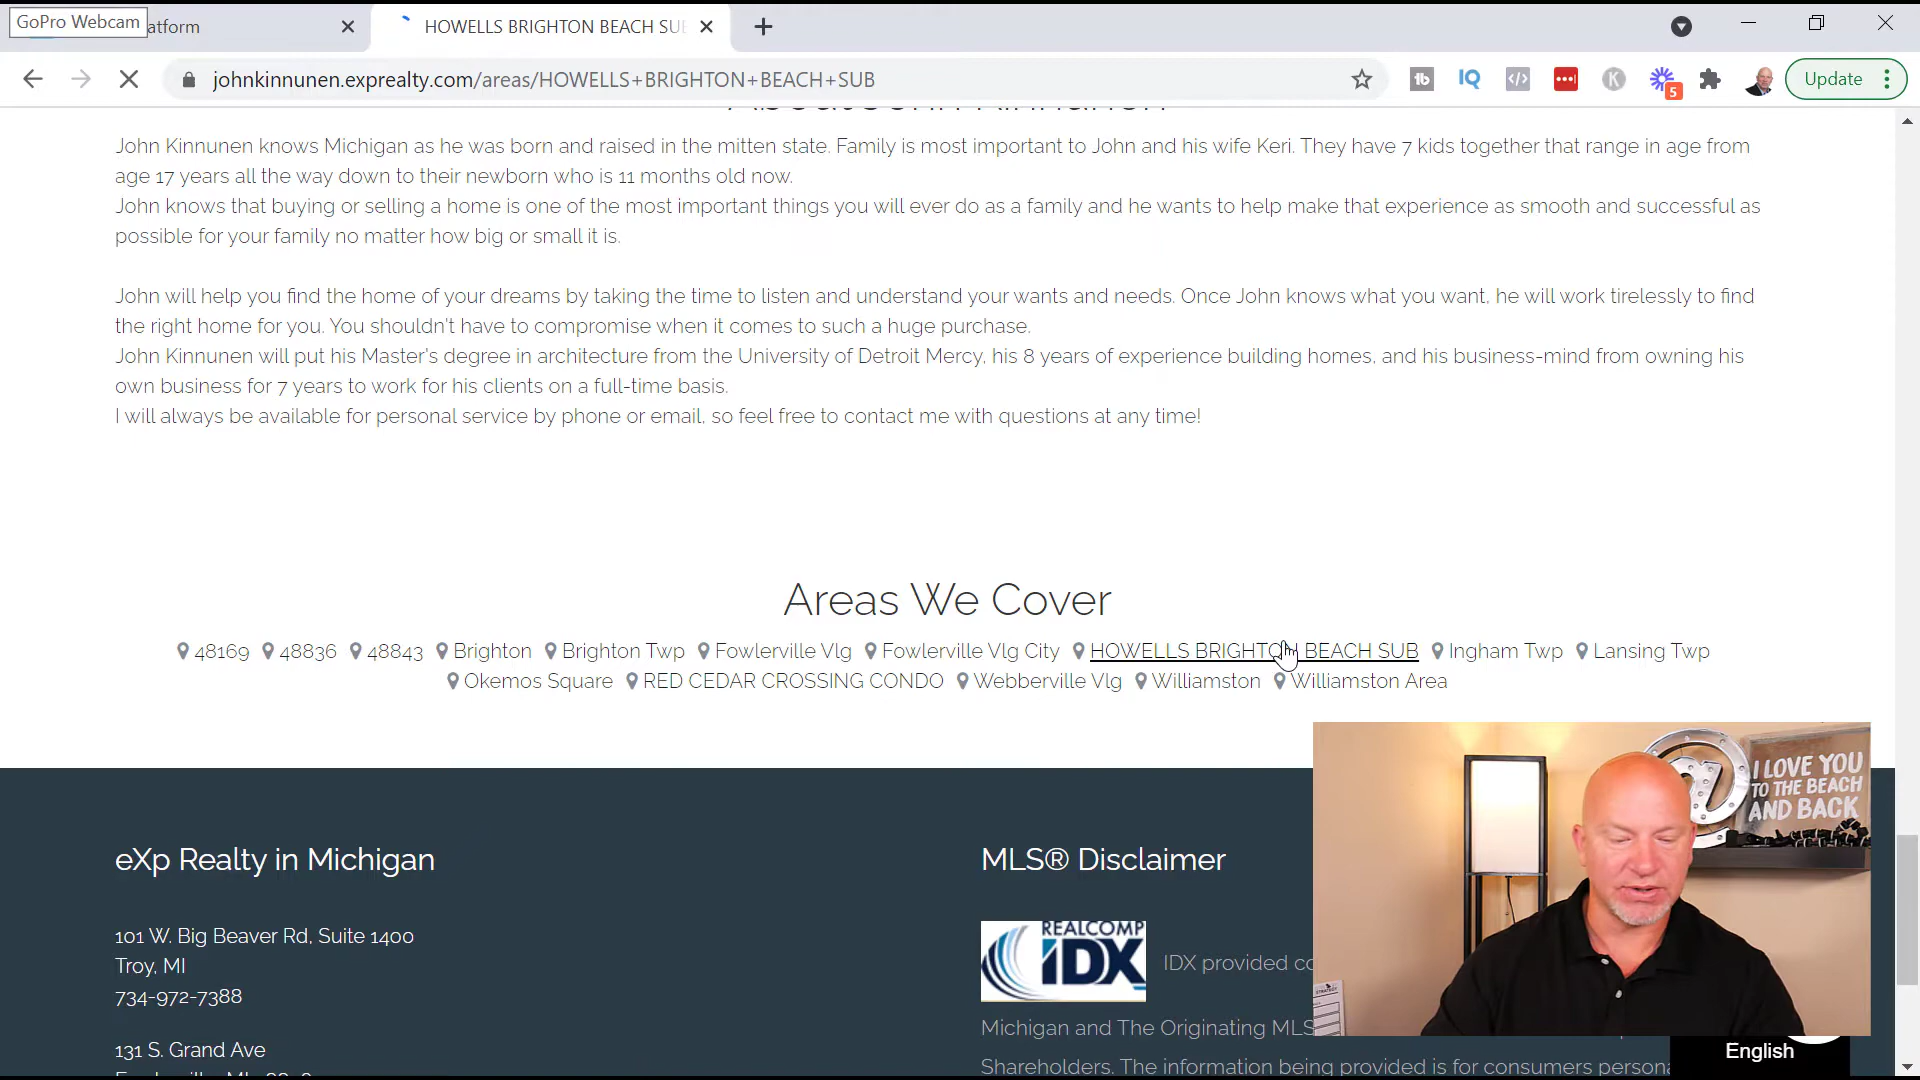 GoPro Webcam
atform
HOWELLS BRIGHTON BEACH SU
johnkinnunen.exprealty.com/areas/HOWELLS+BRIGHTON+BEACH+SUB
Update
5
About John Kinnunen
John Kinnunen knows Michigan as he was born and raised in the mitten state. Family is most important to John and his wife Keri. They have 7 kids together that range in age from
age 17 years all the way down to their newborn who is 11 months old now.
John knows that buying or selling a home is one of the most important things you will ever do as a family and he wants to help make that experience as smooth and successful as
possible for your family no matter how big or small it is.
John will help you find the home of your dreams by taking the time to listen and understand your wants and needs. Once John knows what you want, he will work tirelessly to find
the right home for you. You shouldn't have to compromise when it comes to such a huge purchase.
John Kinnunen will put his Master's degree in architecture from the University of Detroit Mercy, his 8 years of experience building homes, and his business-mind from owning his
own business for 7 years to work for his clients on a full-time basis.
I will always be available for personal service by phone or email, so feel free to contact me with questions at any time!
Areas We Cover
48169 48836 48843 Brighton Brighton Twp Fowlerville Vlg Fowlerville Vlg City HOWELLS BRIGHTON BEACH SUB Ingham Twp Lansing Twp
Okemos Square RED CEDAR CROSSING CONDO Webberville Vlg Williamston Williamston Area
I LOVE YOU
TO THE BEACH
AND BACK
eXp Realty in Michigan
101 W. Big Beaver Rd, Suite 1400
Troy, MI
734-972-7388
131 S. Grand Ave
MLS® Disclaimer
REALCOMP
IDX
IDX provided co
Michigan and The Originating MLS
Shareholders. The information being provided is for consumers persona
English